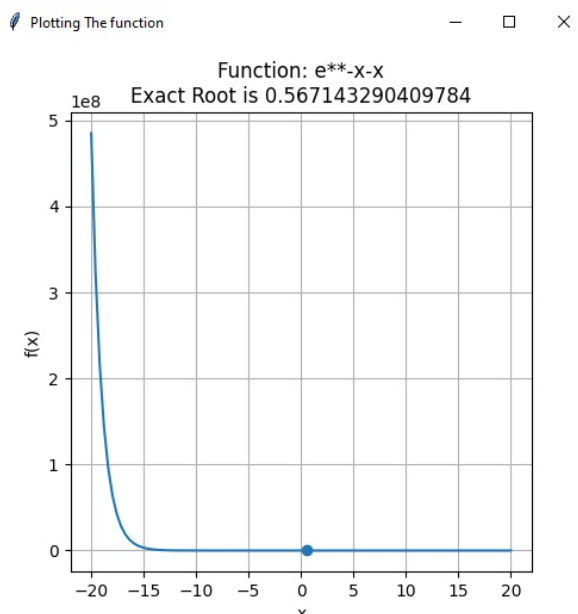 Plotting The function
Function: e**-x-x
Exact Root is 0.567143290409784
1e8
5
4
3
2
1
0
f(x)
−20 −15 −10 −5 0 5 10 15 20
x